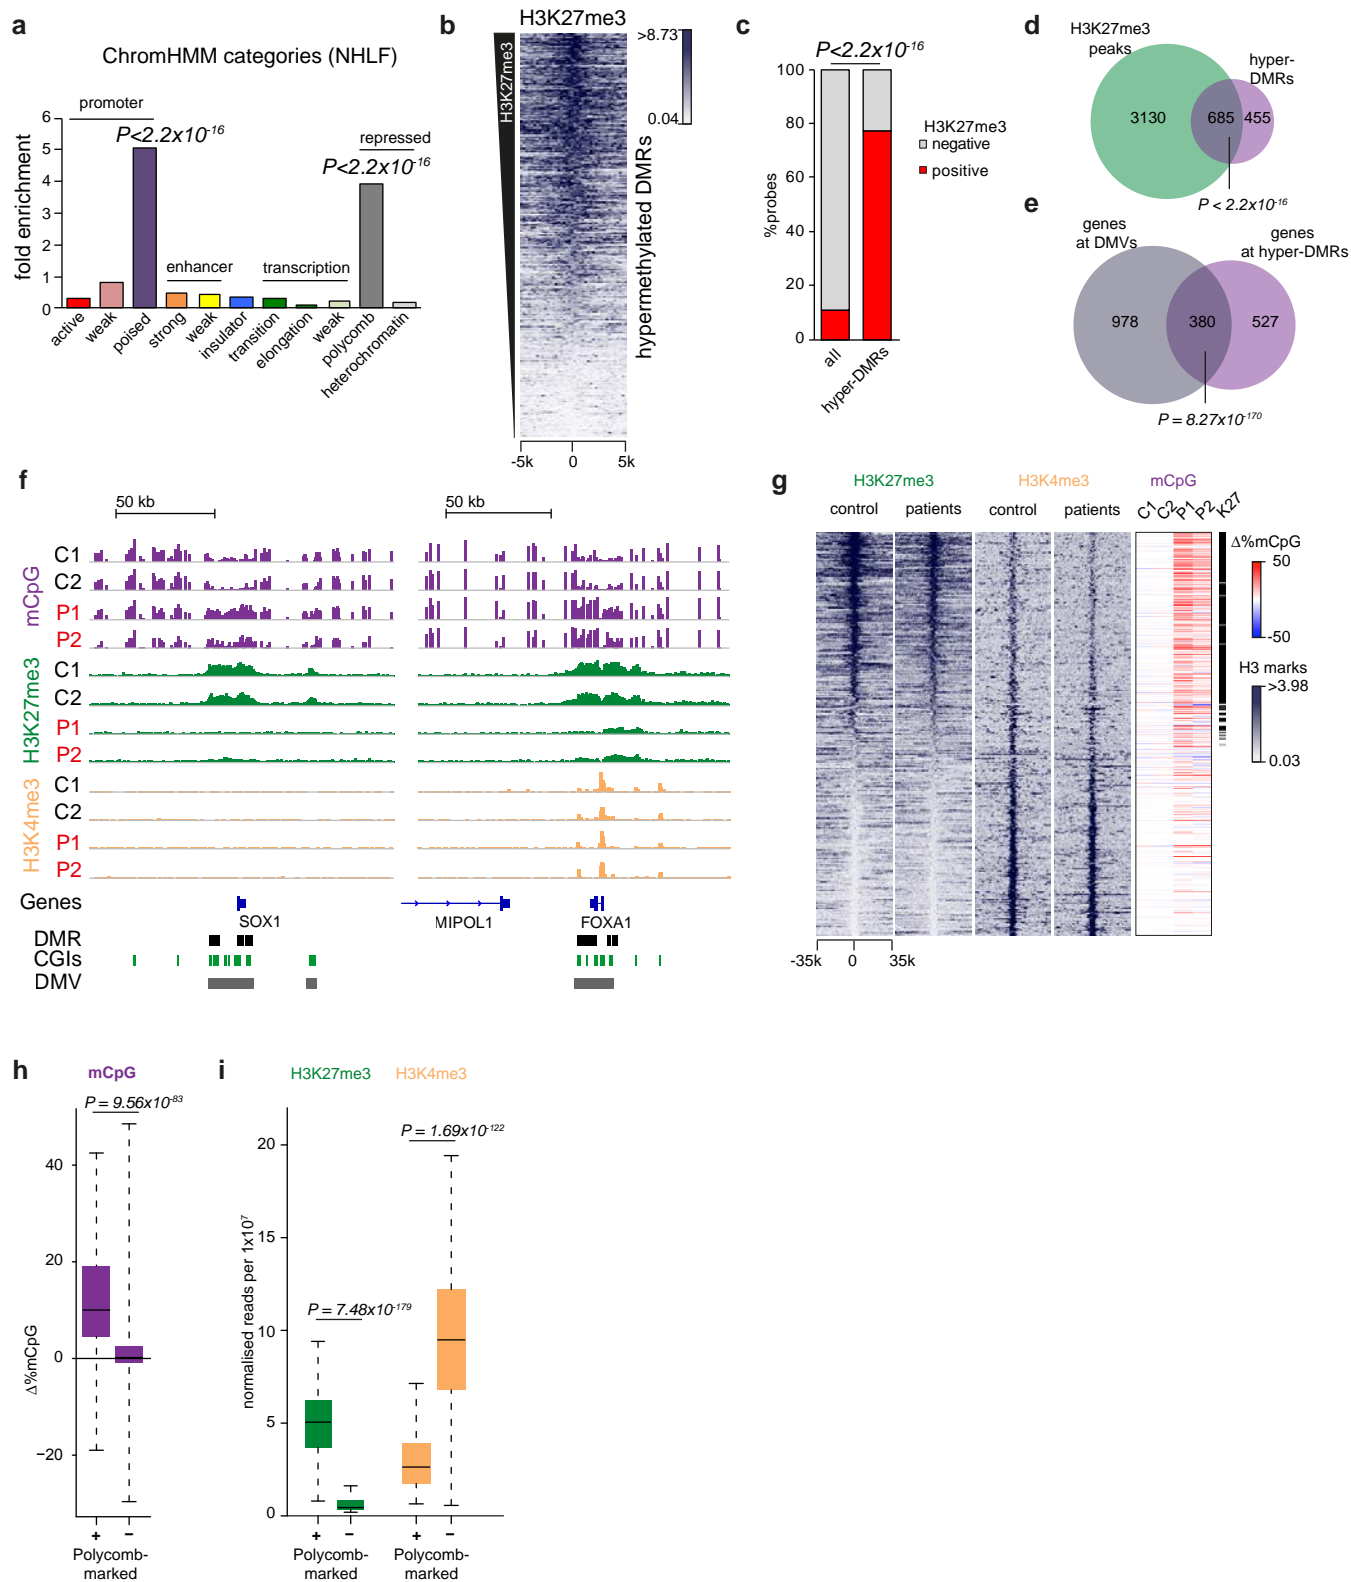 a
ChromHMM categories (NHLF)
promoter
P<2.2x10-16
repressed
P<2.2x10-16
enhancer
transcription
fold enrichment
6
5
4
3
2
1
0
active
weak
poised
strong
weak
insulator
transition
elongation
weak
polycomb
heterochromatin
b
H3K27me3
H3K27me3
>8.73
0.04
hypermethylated DMRs
-5k
0
5k
c
P<2.2x10-16
100
80
60
40
20
0
%probes
all
hyper-DMRs
H3K27me3
negative
positive
d
H3K27me3
peaks
hyper-
DMRs
3130
685
455
P < 2.2x10-16
e
genes
at DMVs
genes
at hyper-DMRs
978
380
527
P = 8.27x10-170
f
50 kb
50 kb
mCpG
C1
C2
P1
P2
H3K27me3
C1
C2
P1
P2
H3K4me3
C1
C2
P1
P2
Genes
SOX1
MIPOL1
FOXA1
DMR
CGIs
DMV
g
H3K27me3
H3K4me3
mCpG
control
patients
control
patients
C1
C2
P1
P2
K27
Δ%mCpG
50
-50
H3 marks
>3.98
0.03
-35k
0
35k
h
mCpG
P = 9.56x10-83
40
20
0
−20
Δ%mCpG
+
−
Polycomb-
marked
i
H3K27me3
H3K4me3
P = 1.69x10-122
P = 7.48x10-179
20
15
10
5
0
normalised reads per 1x107
+
−
+
−
Polycomb-
marked
Polycomb-
marked